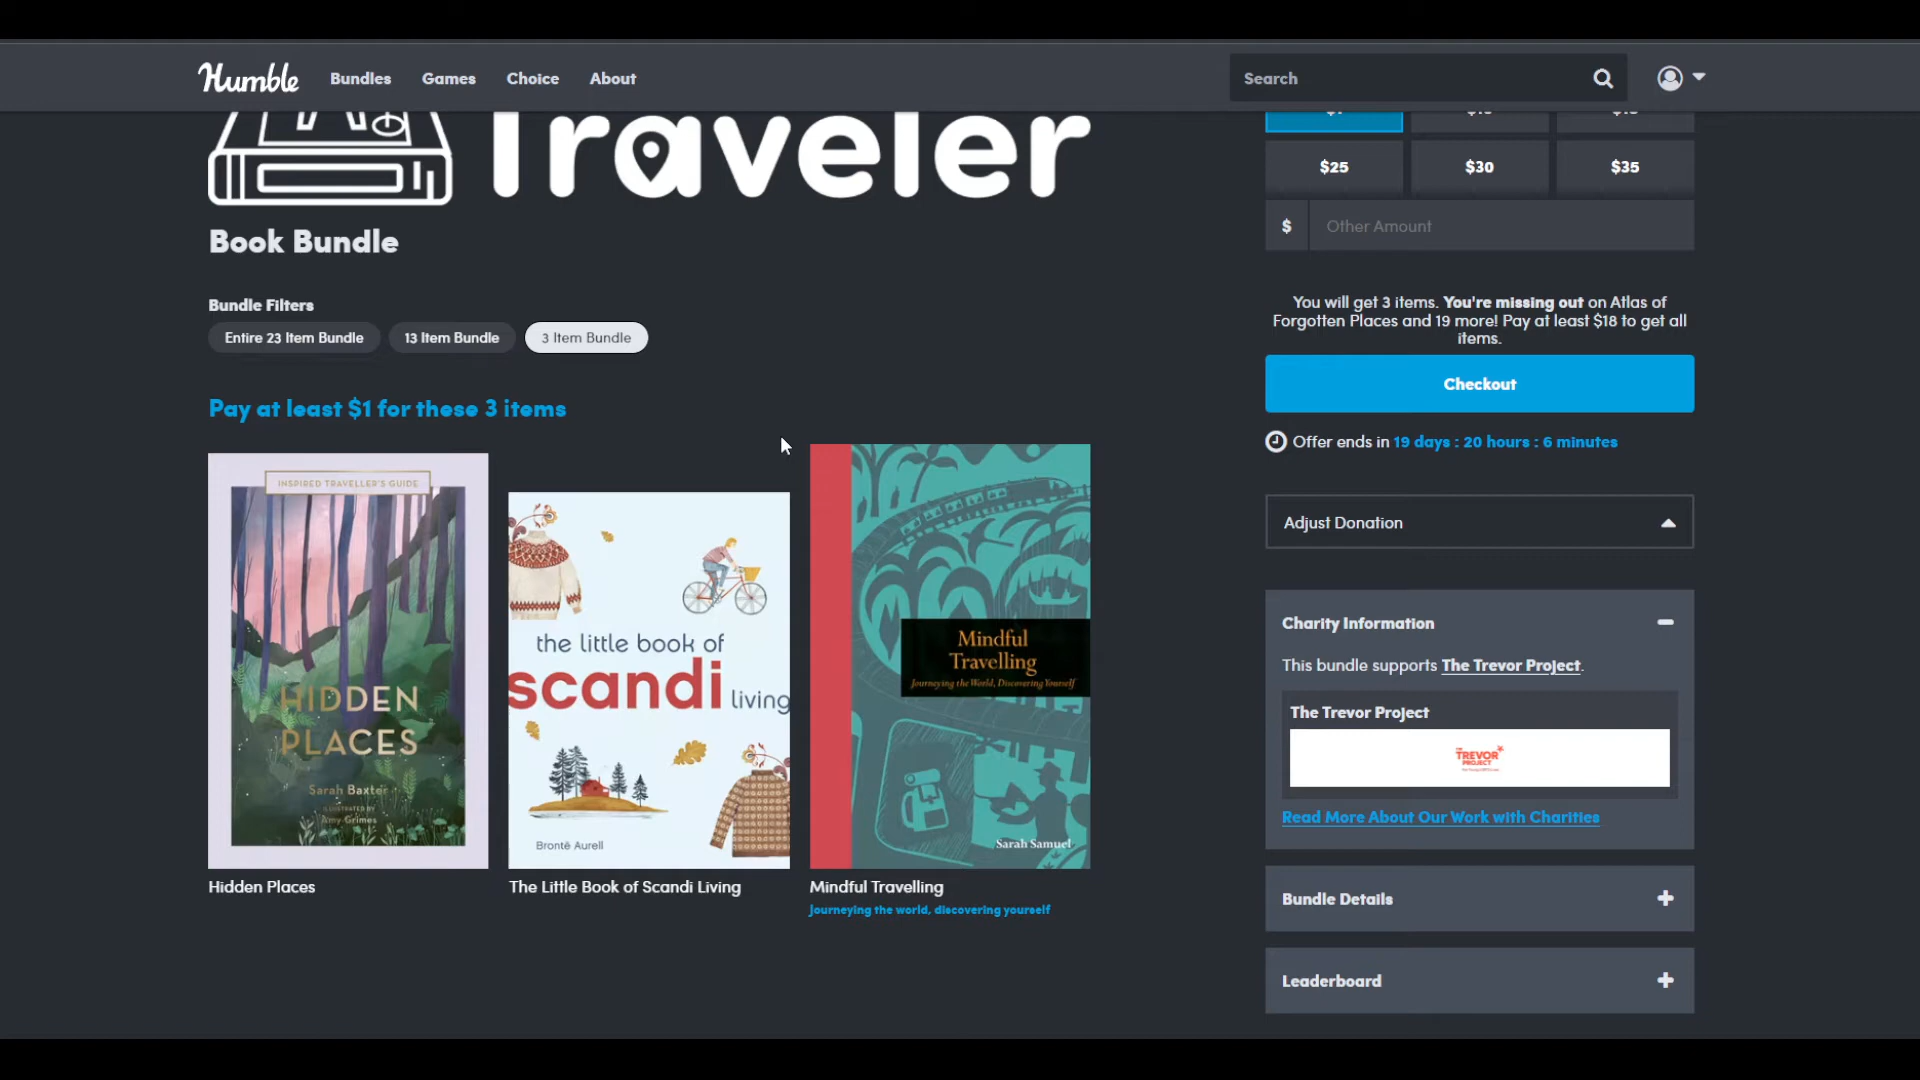 Humble
Bundles
Games
Choice
About
Search
Traveler
$25
$30
$35
$
Other Amount
Book Bundle
Bundle Filters
Entire 23 Item Bundle
13 Item Bundle
3 Item Bundle
You will get 3 items. You're missing out on Atlas of
Forgotten Places and 19 more! Pay at least $18 to get all
items.
Checkout
Pay at least $1 for these 3 items
Offer ends in 19 days : 20 hours : 6 minutes
INSPIRED TRAVELLER'S GUIDE
HIDDEN
PLACES
Sarah Baxter
ILLUSTRATED BY
Amy Grimes
the little book of
scandi living
Brontë Aurell
Mindful
Travelling
Journeying the World, Discovering Yourself
Sarah Samuel
Hidden Places
The Little Book of Scandi Living
Mindful Travelling
Journeying the world, discovering yourself
Adjust Donation
Charity Information
This bundle supports The Trevor Project.
The Trevor Project
THE
TREVOR
PROJECT
Read More About Our Work with Charities
Bundle Details
Leaderboard